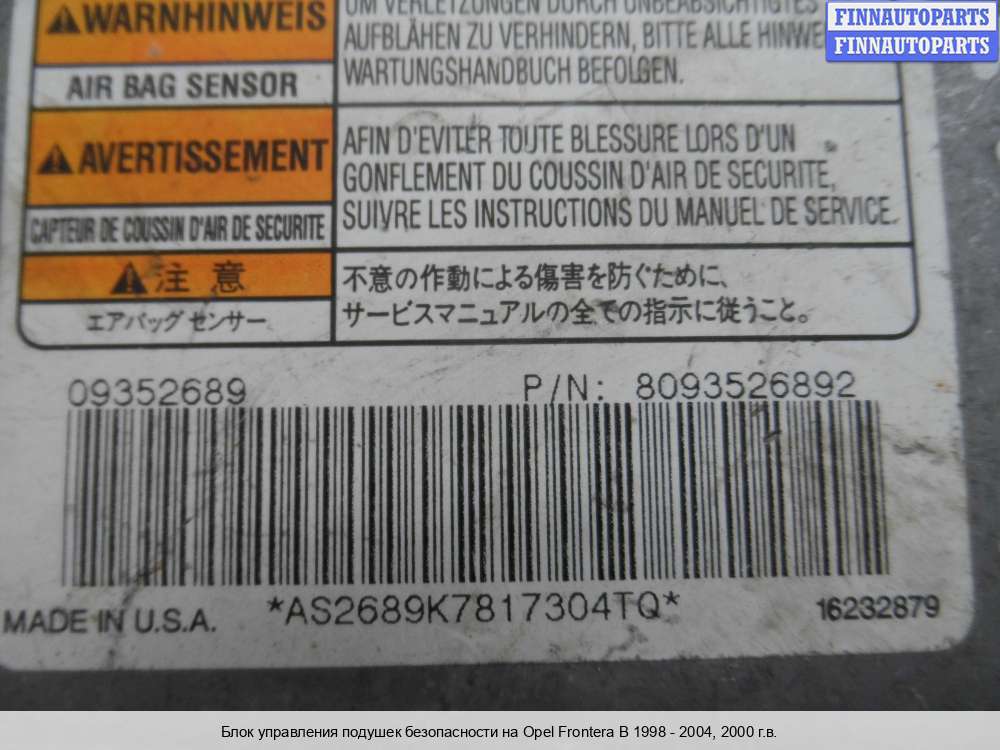 FINNAUTOPARTS
FINNAUTOPARTS
UM VERLETZUNGEN DURCH UNBEABSICHTIGTES
WARNHINWEIS
AUFBLÄHEN ZU VERHINDERN, BITTE ALLE
WARTUNGSHANDBUCH BEFOLGEN.
AIR BAG SENSOR
AVERTISSEMENT
AFIN D'EVITER TOUTE BLESSURE LORS D'UN
GONFLEMENT DU COUSSIN D'AIR DE SECURITE,
SUIVRE LES INSTRUCTIONS DU MANUEL DE SERVICE.
CAPTEUR DE COUSSIN D'AIR DE SECURITE
注 意
不意の作動による傷害を防ぐために、
サービスマニュアルの全ての指示に従うこと。
エアバッグ センサー
09352689 P/N: 8093526892
*AS2689K7817304TQ*
MADE IN U.S.A.
16232879
Блок управления подушек безопасности на Opel Frontera B 1998 - 2004, 2000 г.в.